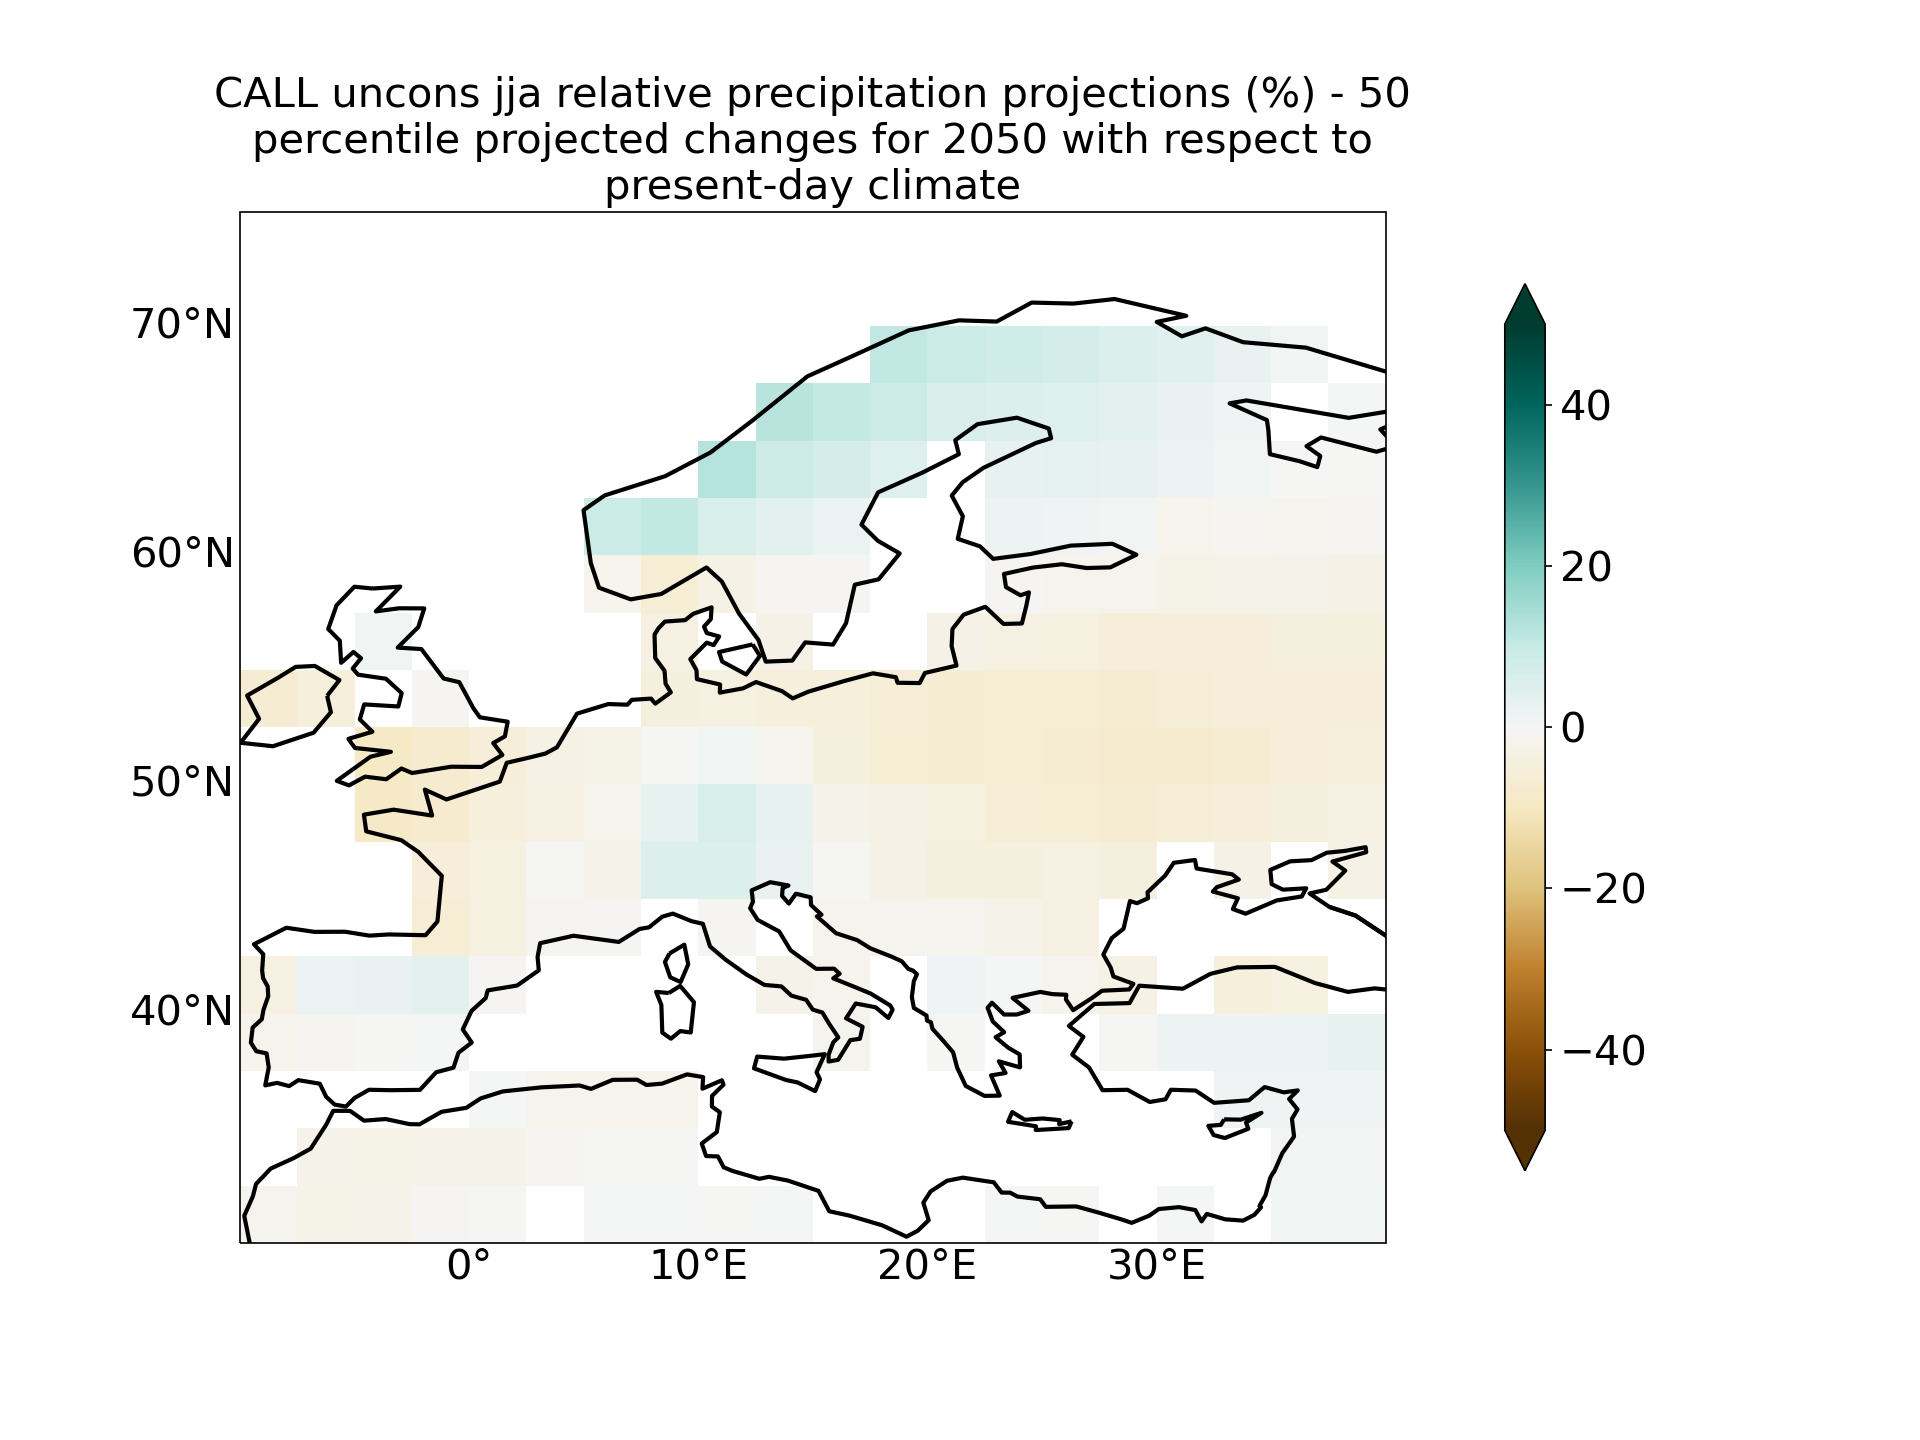 CALL uncons jja relative precipitation projections (%) - 50
percentile projected changes for 2050 with respect to
present-day climate
70°N
60°N
50°N
40°N
0°
10°E
20°E
30°E
40
20
0
−20
−40